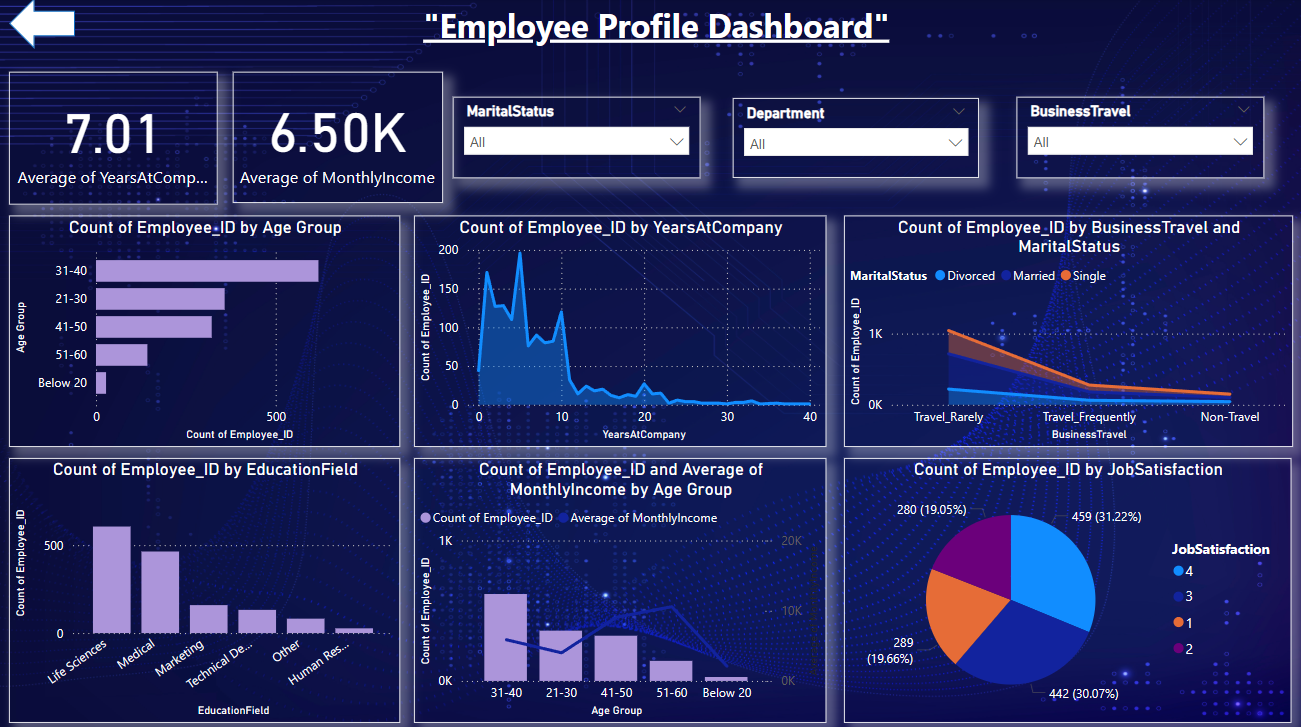 "Employee Profile Dashboard"
7.01
Average of YearsAtComp...
6.50K
Average of MonthlyIncome
MaritalStatus
All
Department
All
BusinessTravel
All
Count of Employee_ID by Age Group
Age Group
31-40
21-30
41-50
51-60
Below 20
0
500
Count of Employee_ID
Count of Employee_ID by YearsAtCompany
Count of Employee_ID
200
150
100
50
0
0
10
20
30
40
YearsAtCompany
Count of Employee_ID by BusinessTravel and
MaritalStatus
MaritalStatus
Divorced
Married
Single
Count of Employee_ID
1K
0K
Travel_Rarely
Travel_Frequently
Non-Travel
BusinessTravel
Count of Employee_ID by EducationField
Count of Employee_ID
500
0
Life Sciences
Medical
Marketing
Technical De...
Other
Human Res...
EducationField
Count of Employee_ID and Average of
MonthlyIncome by Age Group
Count of Employee_ID
Average of MonthlyIncome
Count of Employee_ID
1K
0K
20K
10K
0K
31-40
21-30
41-50
51-60
Below 20
Age Group
Count of Employee_ID by JobSatisfaction
280 (19.05%)
459 (31.22%)
289
(19.66%)
442 (30.07%)
JobSatisfaction
4
3
1
2